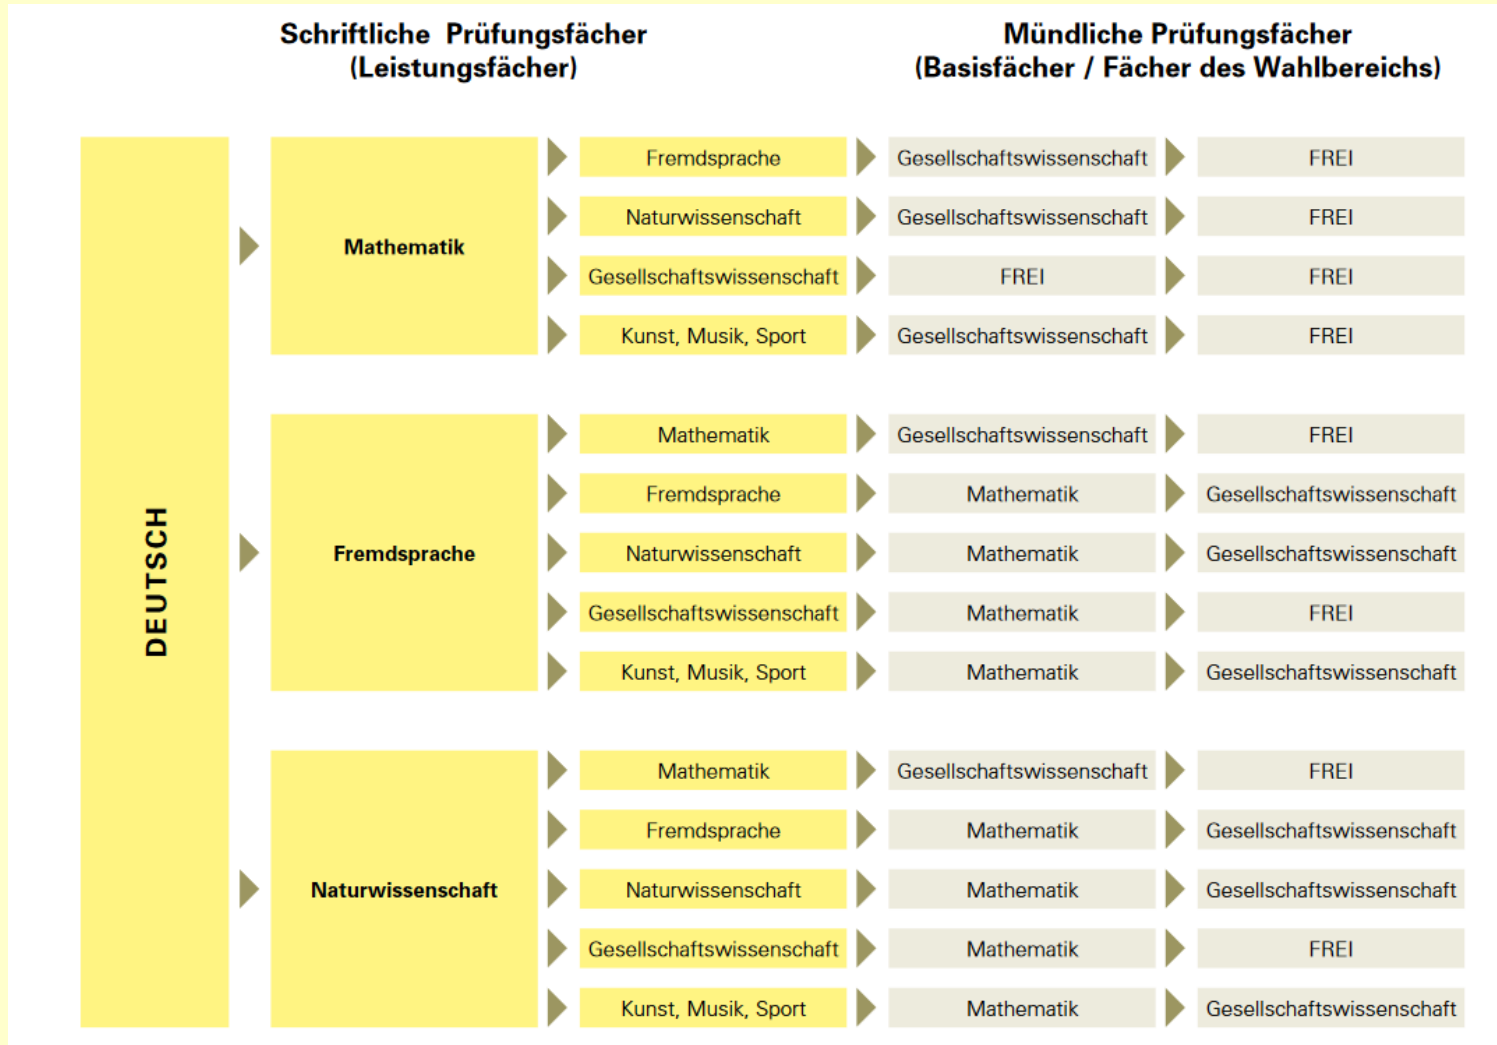 Schriftliche Prüfungsfächer
(Leistungsfächer)
Mündliche Prüfungsfächer
(Basisfächer / Fächer des Wahlbereichs)
DEUTSCH
Mathematik
Fremdsprache Gesellschaftswissenschaft FREI
Naturwissenschaft Gesellschaftswissenschaft FREI
Gesellschaftswissenschaft FREI FREI
Kunst, Musik, Sport Gesellschaftswissenschaft FREI
Fremdsprache
Mathematik Gesellschaftswissenschaft FREI
Fremdsprache Mathematik Gesellschaftswissenschaft
Naturwissenschaft Mathematik Gesellschaftswissenschaft
Gesellschaftswissenschaft Mathematik FREI
Kunst, Musik, Sport Mathematik Gesellschaftswissenschaft
Naturwissenschaft
Mathematik Gesellschaftswissenschaft FREI
Fremdsprache Mathematik Gesellschaftswissenschaft
Naturwissenschaft Mathematik Gesellschaftswissenschaft
Gesellschaftswissenschaft Mathematik FREI
Kunst, Musik, Sport Mathematik Gesellschaftswissenschaft